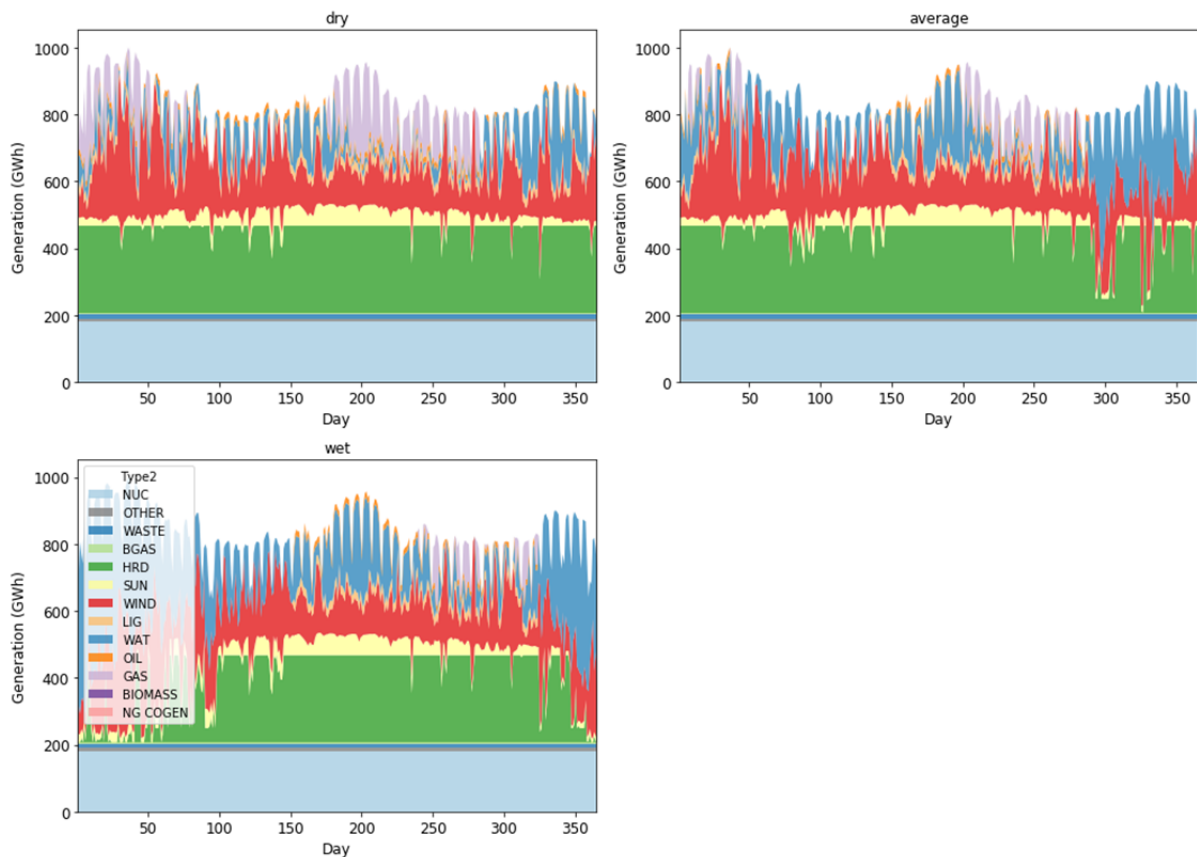 dry
1000
800
600
400
200
0
Generation (GWh)
50 100 150 200 250 300 350
Day
average
1000
800
600
400
200
0
Generation (GWh)
50 100 150 200 250 300 350
Day
wet
1000
800
600
400
200
0
Generation (GWh)
Type2
NUC
OTHER
WASTE
BGAS
HRD
SUN
WIND
LIG
WAT
OIL
GAS
BIOMASS
NG COGEN
50 100 150 200 250 300 350
Day